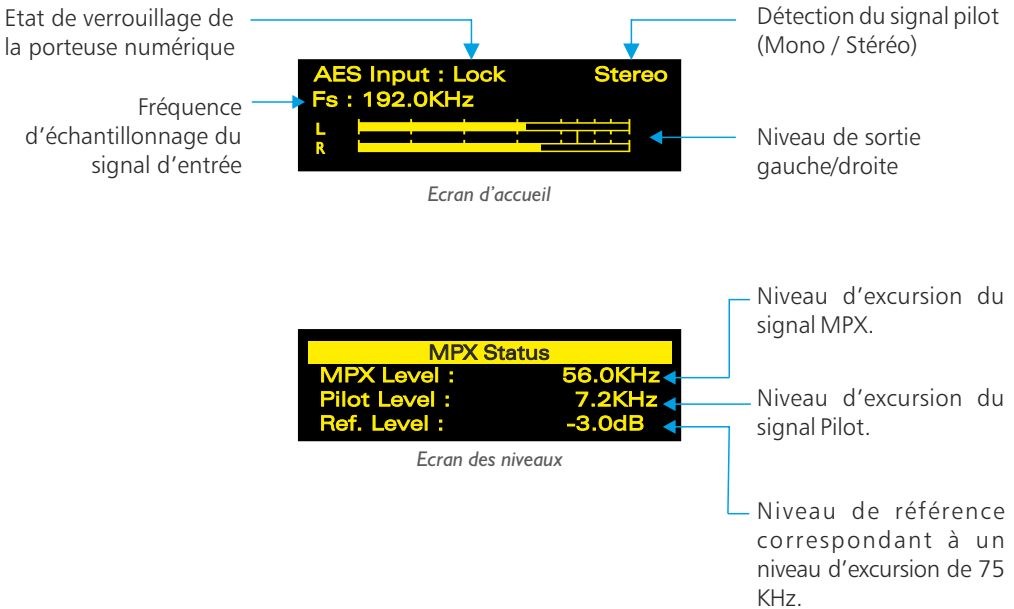 Etat de verrouillage de
la porteuse numérique
Détection du signal pilot
(Mono / Stéréo)
AES Input : Lock Stereo
Fs : 192.0KHz
L
R
Fréquence
d'échantillonnage du
signal d'entrée
Niveau de sortie
gauche/droite
Ecran d'accueil
Niveau d'excursion du
signal MPX.
MPX Status
MPX Level : 56.0KHz
Pilot Level : 7.2KHz
Ref. Level : -3.0dB
Niveau d'excursion du
signal Pilot.
Ecran des niveaux
Niveau de référence
correspondant à un
niveau d'excursion de 75
KHz.